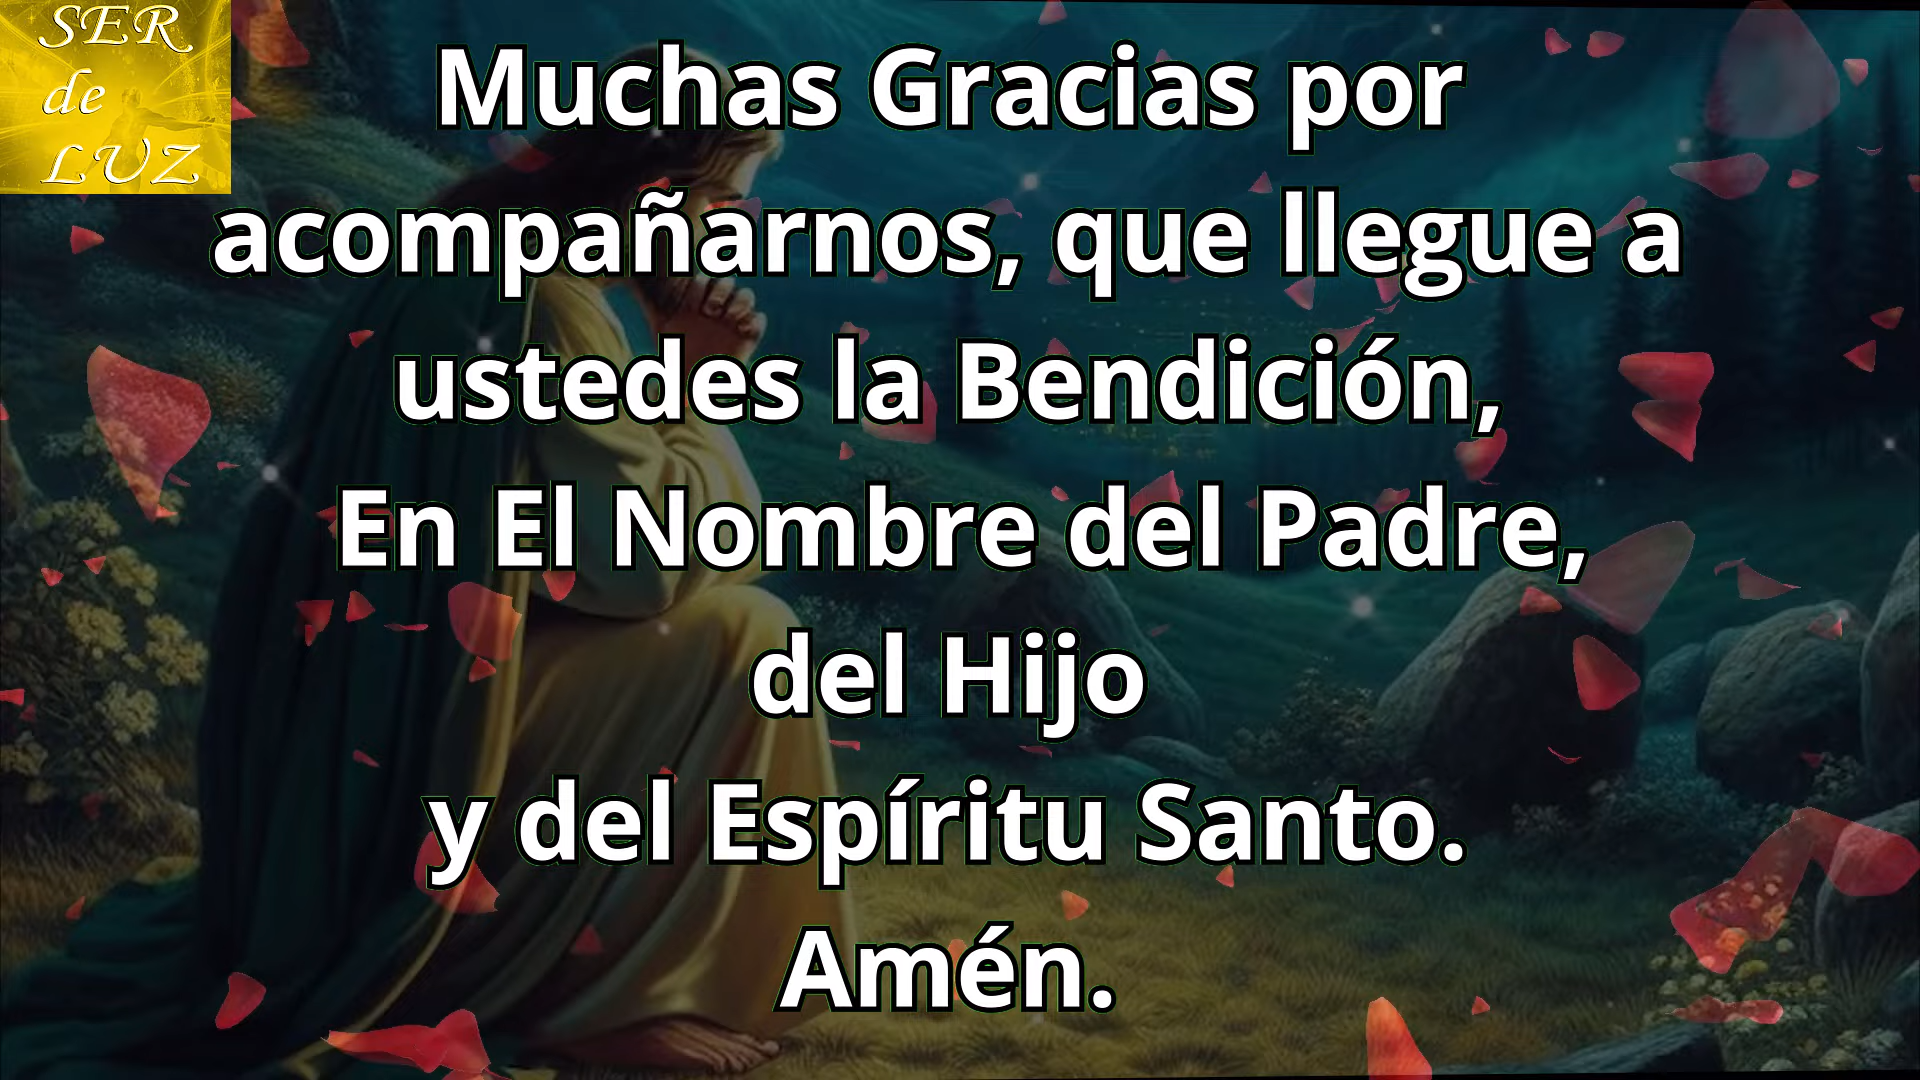 SER
de
LUZ
Muchas Gracias por
acompañarnos, que llegue a
ustedes la Bendición,
En El Nombre del Padre,
del Hijo
y del Espíritu Santo.
Amén.